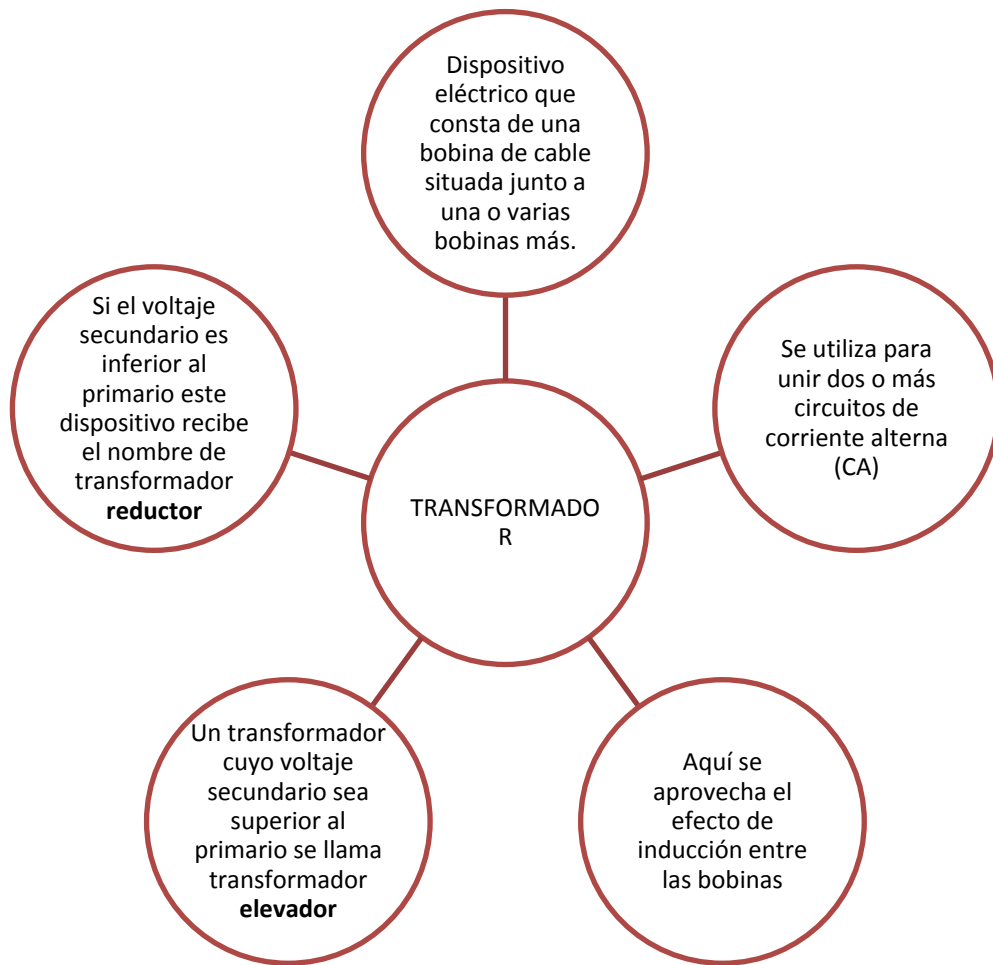 Dispositivo
eléctrico que
consta de una
bobina de cable
situada junto a
una o varias
bobinas más.
Se utiliza para
unir dos o más
circuitos de
corriente alterna
(CA)
Aquí se
aprovecha el
efecto de
inducción entre
las bobinas
Un transformador
cuyo voltaje
secundario sea
superior al
primario se llama
transformador
elevador
Si el voltaje
secundario es
inferior al
primario este
dispositivo recibe
el nombre de
transformador
reductor
TRANSFORMADO
R